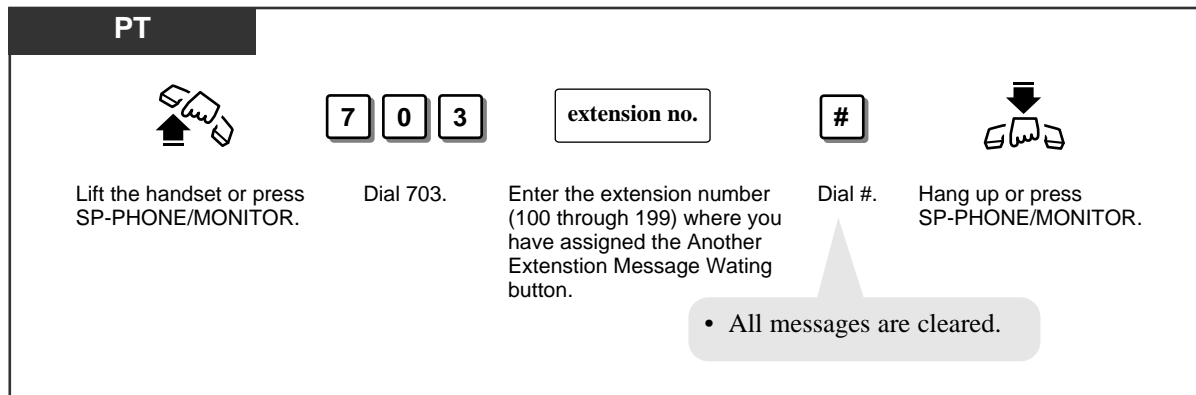 PT
7 0 3
extension no.
#
Lift the handset or press
SP-PHONE/MONITOR.
Dial 703.
Enter the extension number
(100 through 199) where you
have assigned the Another
Extenstion Message Wating
button.
Dial #.
Hang up or press
SP-PHONE/MONITOR.
• All messages are cleared.